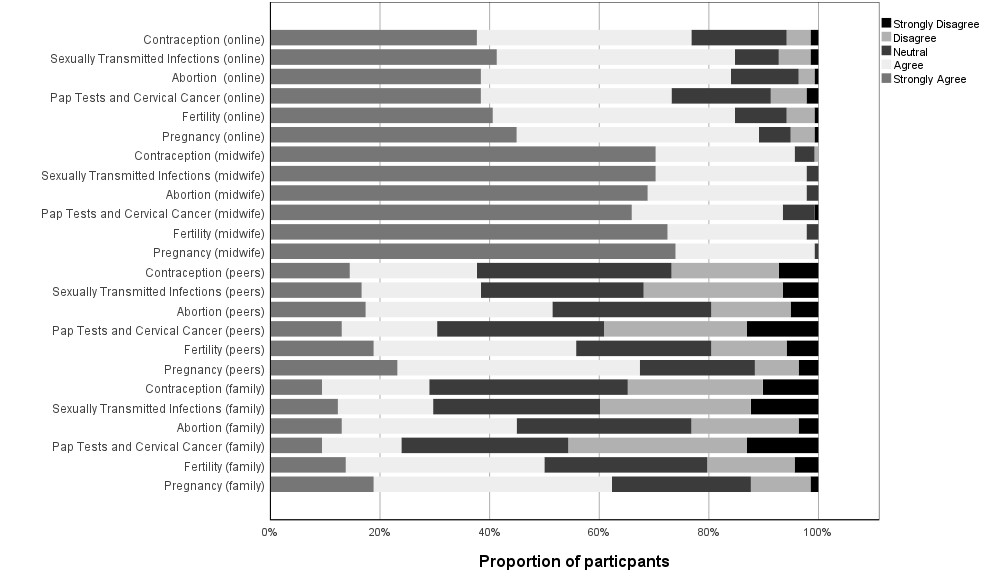 Contraception (online)
Sexually Transmitted Infections (online)
Abortion (online)
Pap Tests and Cervical Cancer (online)
Fertility (online)
Pregnancy (online)
Contraception (midwife)
Sexually Transmitted Infections (midwife)
Abortion (midwife)
Pap Tests and Cervical Cancer (midwife)
Fertility (midwife)
Pregnancy (midwife)
Contraception (peers)
Sexually Transmitted Infections (peers)
Abortion (peers)
Pap Tests and Cervical Cancer (peers)
Fertility (peers)
Pregnancy (peers)
Contraception (family)
Sexually Transmitted Infections (family)
Abortion (family)
Pap Tests and Cervical Cancer (family)
Fertility (family)
Pregnancy (family)
0% 20% 40% 60% 80% 100%
Proportion of particpants
Strongly Disagree
Disagree
Neutral
Agree
Strongly Agree